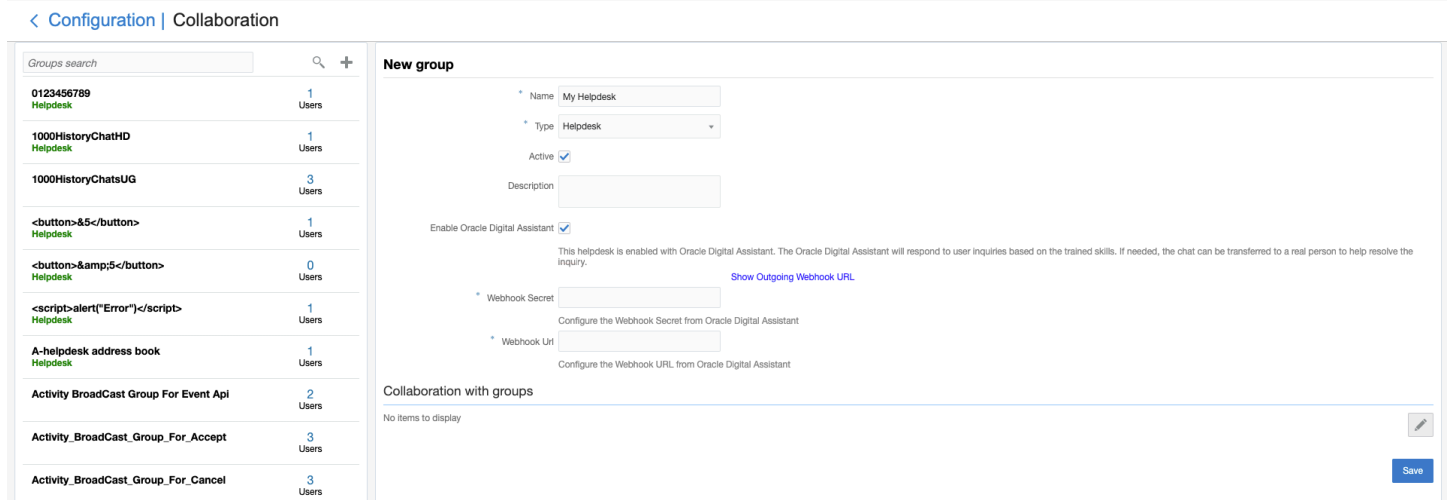 Configuration | Collaboration
Groups search
0123456789
Helpdesk
1
Users
1000HistoryChatHD
Helpdesk
1
Users
1000HistoryChatsUG
3
Users
<button>&5</button>
Helpdesk
1
Users
<button>&amp;5</button>
Helpdesk
0
Users
<script>alert("Error")</script>
Helpdesk
1
Users
A-helpdesk address book
Helpdesk
1
Users
Activity BroadCast Group For Event Api
2
Users
Activity_BroadCast_Group_For_Accept
3
Users
Activity_BroadCast_Group_For_Cancel
3
Users
New group
* Name My Helpdesk
* Type Helpdesk
Active
Description
Enable Oracle Digital Assistant
This helpdesk is enabled with Oracle Digital Assistant. The Oracle Digital Assistant will respond to user inquiries based on the trained skills. If needed, the chat can be transferred to a real person to help resolve the
inquiry.
Show Outgoing Webhook URL
* Webhook Secret
Configure the Webhook Secret from Oracle Digital Assistant
* Webhook Url
Configure the Webhook URL from Oracle Digital Assistant
Collaboration with groups
No items to display
Save